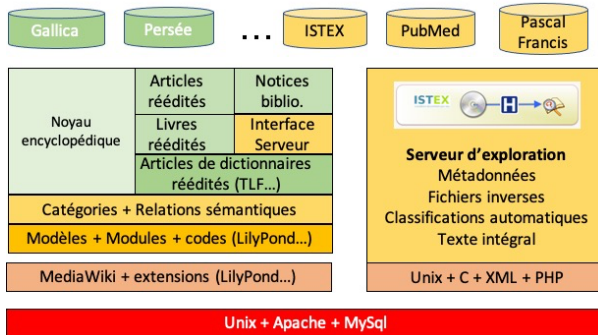 Gallica
Persée
...
ISTEX
PubMed
Pascal
Francis
Noyau
encyclopédique
Articles
réédités
Notices
biblio.
Livres
réédités
Interface
Serveur
Articles de dictionnaires
réédités (TLF...)
Catégories + Relations sémantiques
Modèles + Modules + codes (LilyPond...)
MediaWiki + extensions (LilyPond...)
ISTEX
H
Serveur d'exploration
Métadonnées
Fichiers inverses
Classifications automatiques
Texte intégral
Unix + C + XML + PHP
Unix + Apache + MySql